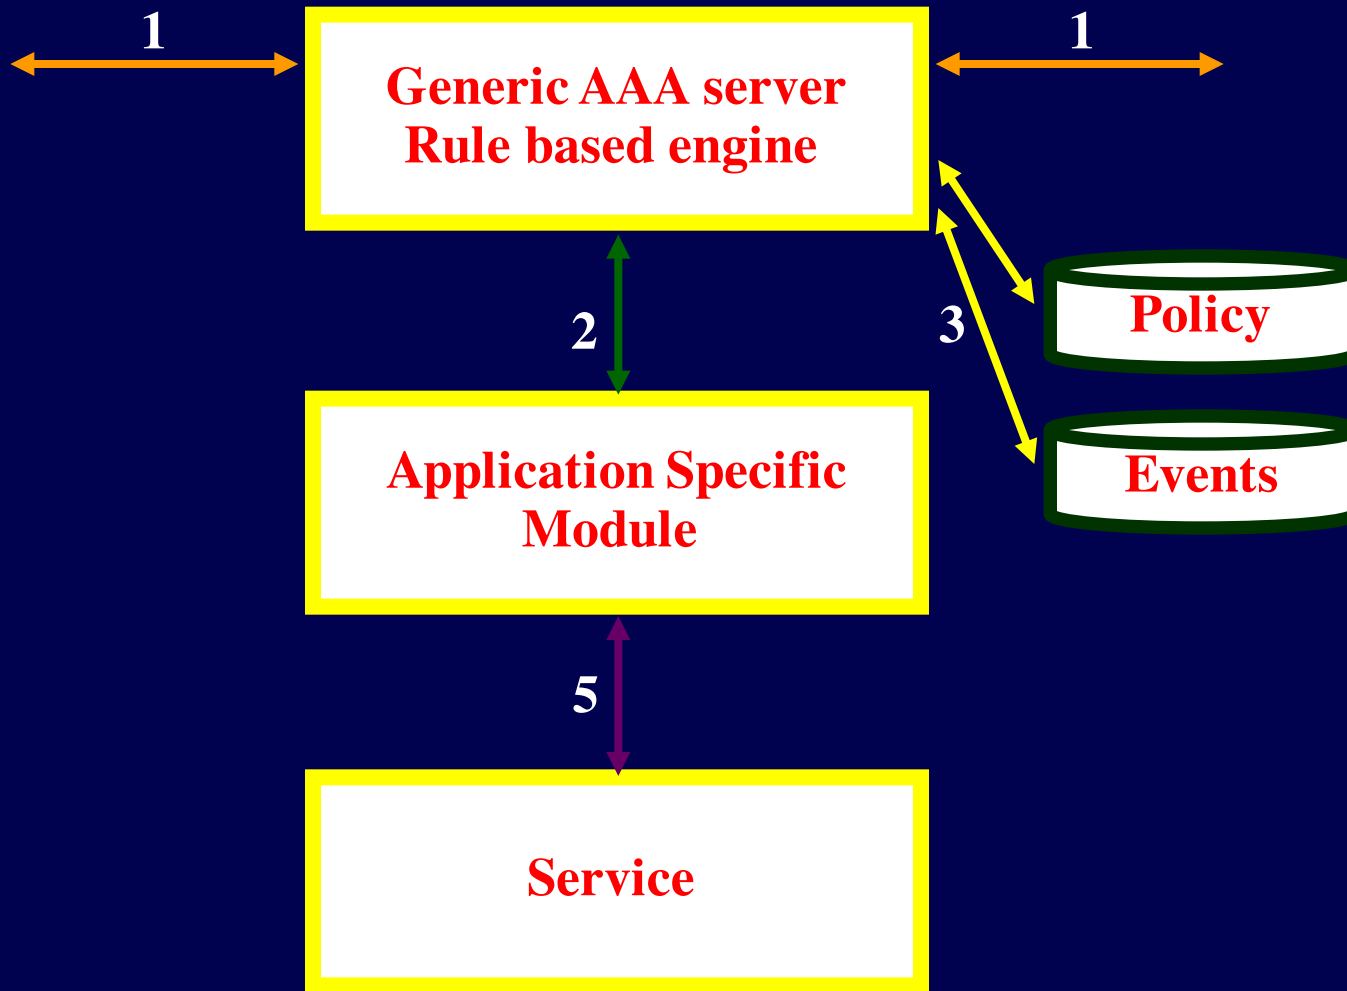 1
1
Generic AAA server
Rule based engine
2
3
Policy
Events
Application Specific
Module
5
Service